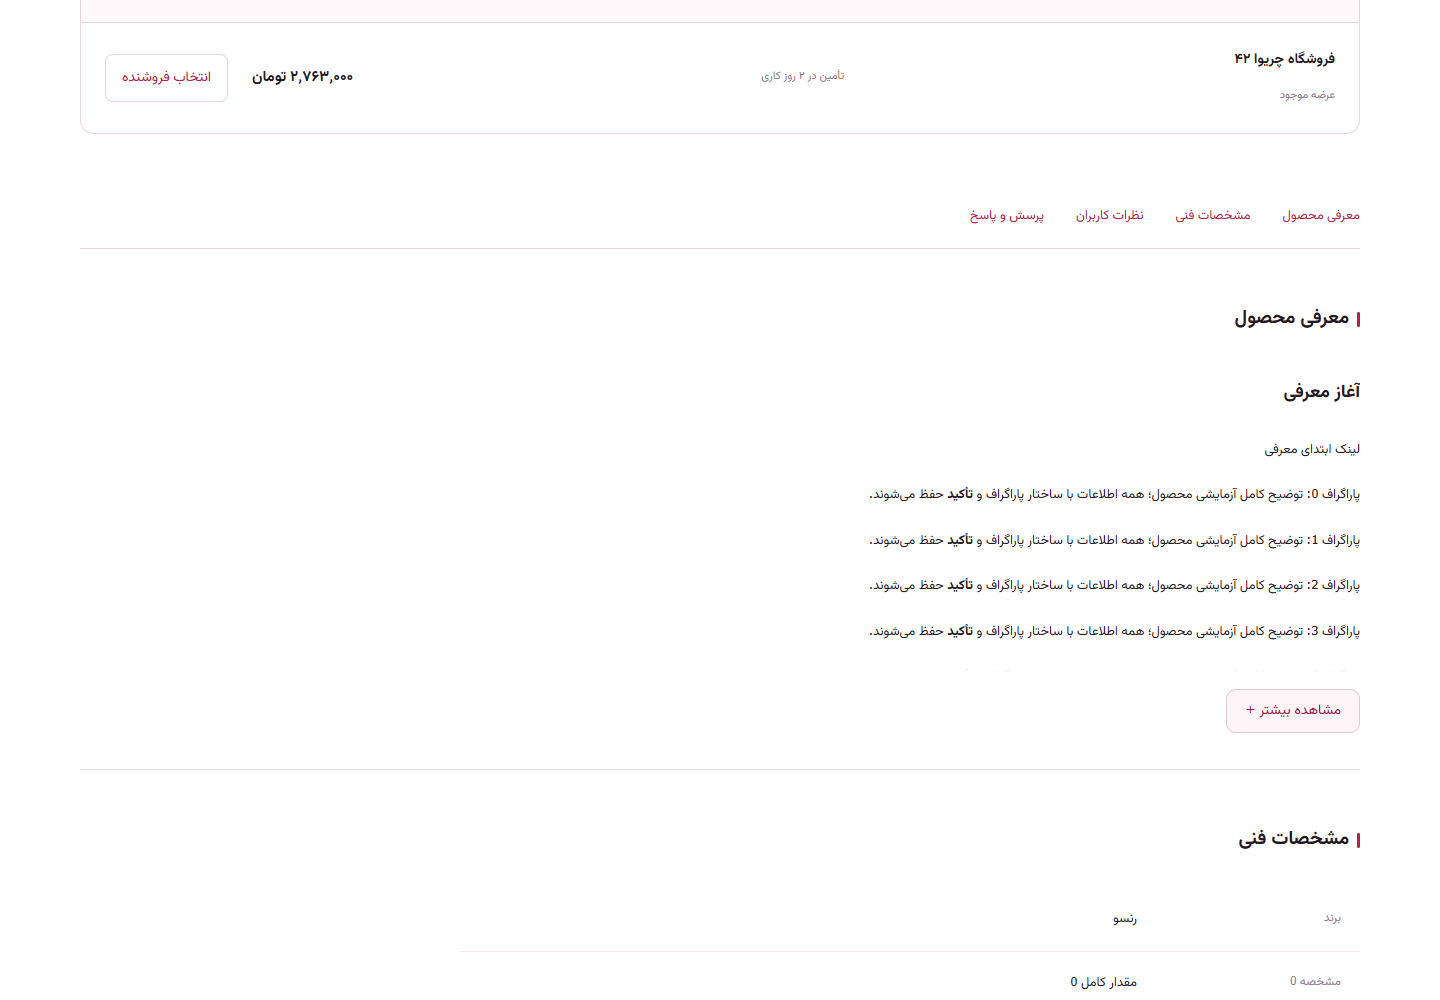 فروشگاه چریوا ۴۲
عرضه موجود
تأمین در ۲ روز کاری
۲,۷۶۳,۰۰۰ تومان
انتخاب فروشنده
معرفی محصول
مشخصات فنی
نظرات کاربران
پرسش و پاسخ
معرفی محصول
آغاز معرفی
لینک ابتدای معرفی
پاراگراف 0: توضیح کامل آزمایشی محصول؛ همه اطلاعات با ساختار پاراگراف و تأکید حفظ می‌شوند.
پاراگراف 1: توضیح کامل آزمایشی محصول؛ همه اطلاعات با ساختار پاراگراف و تأکید حفظ می‌شوند.
پاراگراف 2: توضیح کامل آزمایشی محصول؛ همه اطلاعات با ساختار پاراگراف و تأکید حفظ می‌شوند.
پاراگراف 3: توضیح کامل آزمایشی محصول؛ همه اطلاعات با ساختار پاراگراف و تأکید حفظ می‌شوند.
مشاهده بیشتر +
مشخصات فنی
برند
رنسو
مشخصه 0
مقدار کامل 0